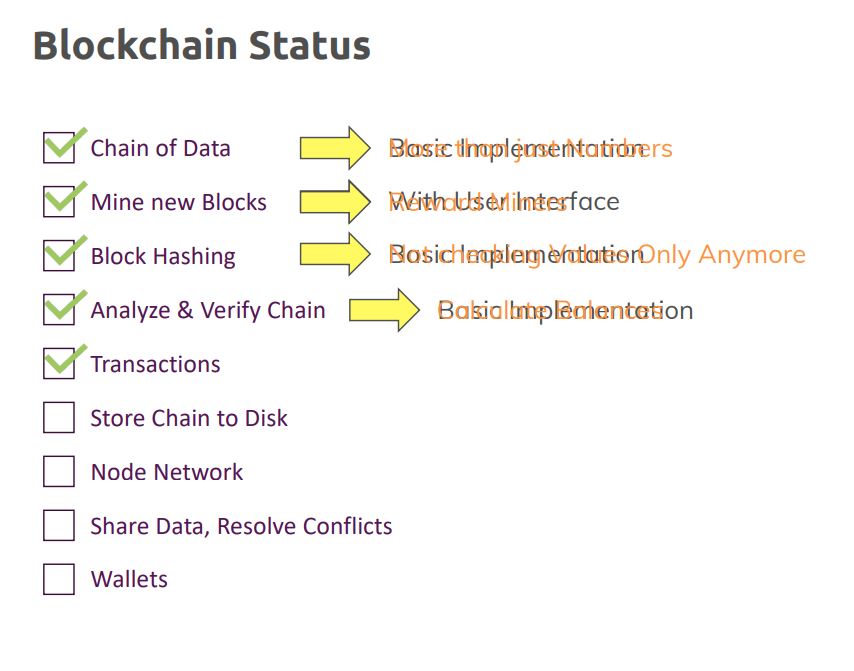 Blockchain Status
Chain of Data Basic Implementation More than just Numbers
Mine new Blocks With User Interface Reward Miners
Block Hashing Basic Implementation Not checking Values Only Anymore
Analyze & Verify Chain Basic Implementation Calculate Balances
Transactions
Store Chain to Disk
Node Network
Share Data, Resolve Conflicts
Wallets